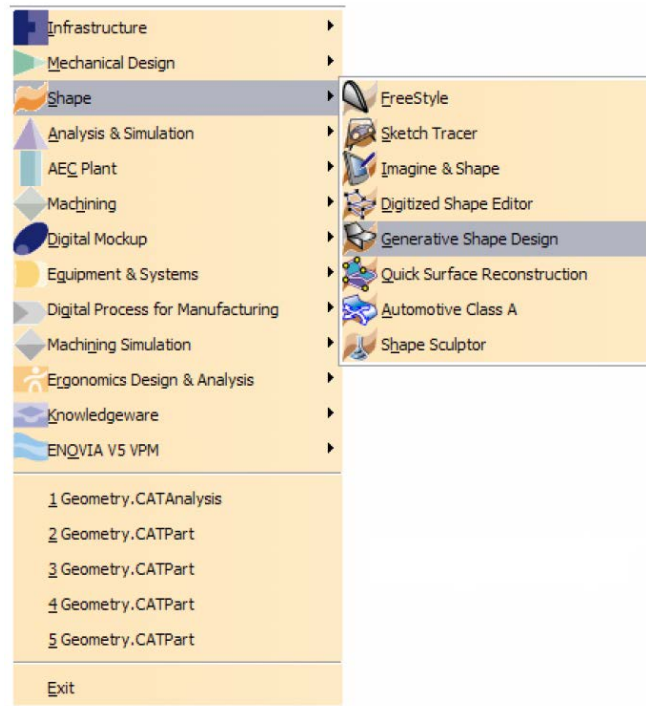 Infrastructure
Mechanical Design
Shape
Analysis & Simulation
AEC Plant
Machining
Digital Mockup
Equipment & Systems
Digital Process for Manufacturing
Machining Simulation
Ergonomics Design & Analysis
Knowledgeware
ENOVIA V5 VPM
1 Geometry.CATAnalysis
2 Geometry.CATPart
3 Geometry.CATPart
4 Geometry.CATPart
5 Geometry.CATPart
Exit
FreeStyle
Sketch Tracer
Imagine & Shape
Digitized Shape Editor
Generative Shape Design
Quick Surface Reconstruction
Automotive Class A
Shape Sculptor